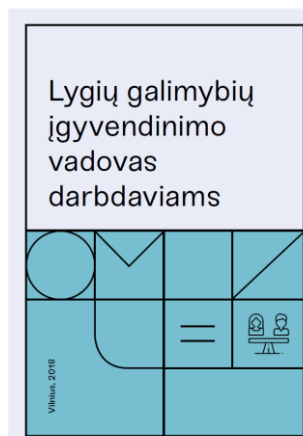 Lygių galimybių
įgyvendinimo
vadovas
darbdaviams
Vilnius, 2018